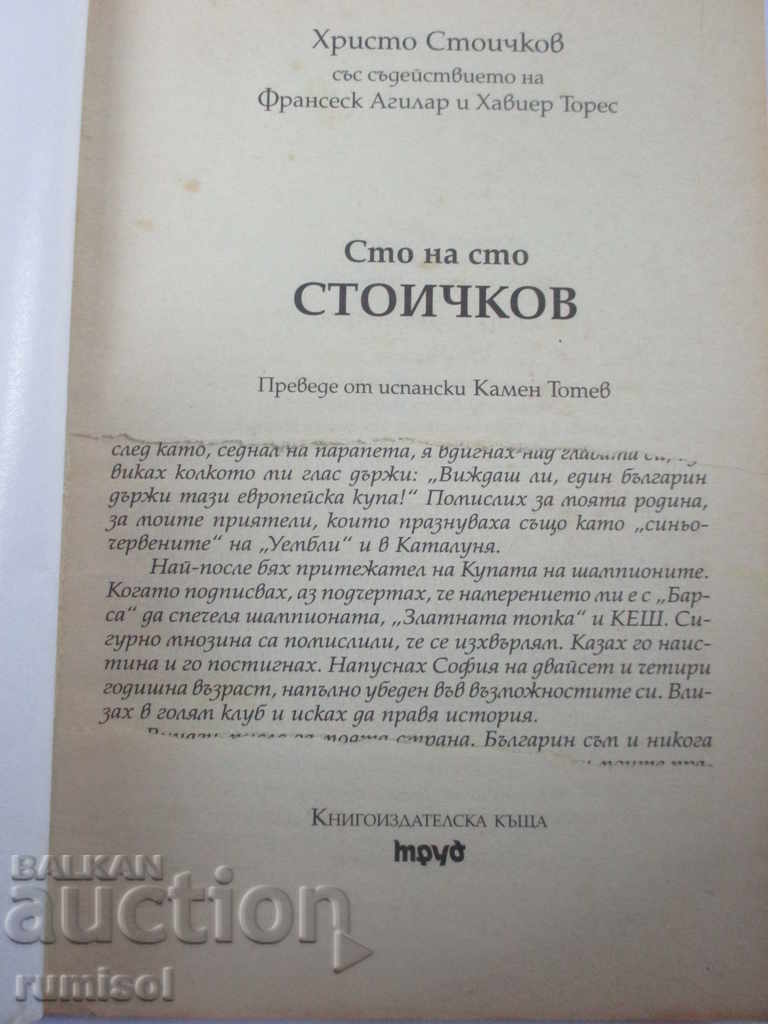 Христо Стоичков
със съдействието на
Франсеск Агилар и Хавиер Торес
Сто на сто
СТОИЧКОВ
Преведе от испански Камен Тотев
след като, седнал на парапета, я вдигнах над главата си,
виках колкото ми глас държи: „Виждаш ли, един българин
държи тази европейска купа!“ Помислих за моята родина,
за моите приятели, които празнуваха също като „синьо-
червените“ на „Уембли“ и в Каталуня.
Най-после бях притежател на Купата на шампионите.
Когато подписвах, аз подчертах, че намерението ми е с „Бар-
са“ да спечеля шампионата, „Златната топка“ и КЕШ. Си-
гурно мнозина са помислили, че се изхвърлям. Казах го наис-
тина и го постигнах. Напуснах София на двайсет и четири
годишна възраст, напълно убеден във възможностите си. Вли-
зах в голям клуб и исках да правя история.
моята страна. Българин съм и никога
Книгоиздателска къща
труд
BALKAN
auction
rumisol